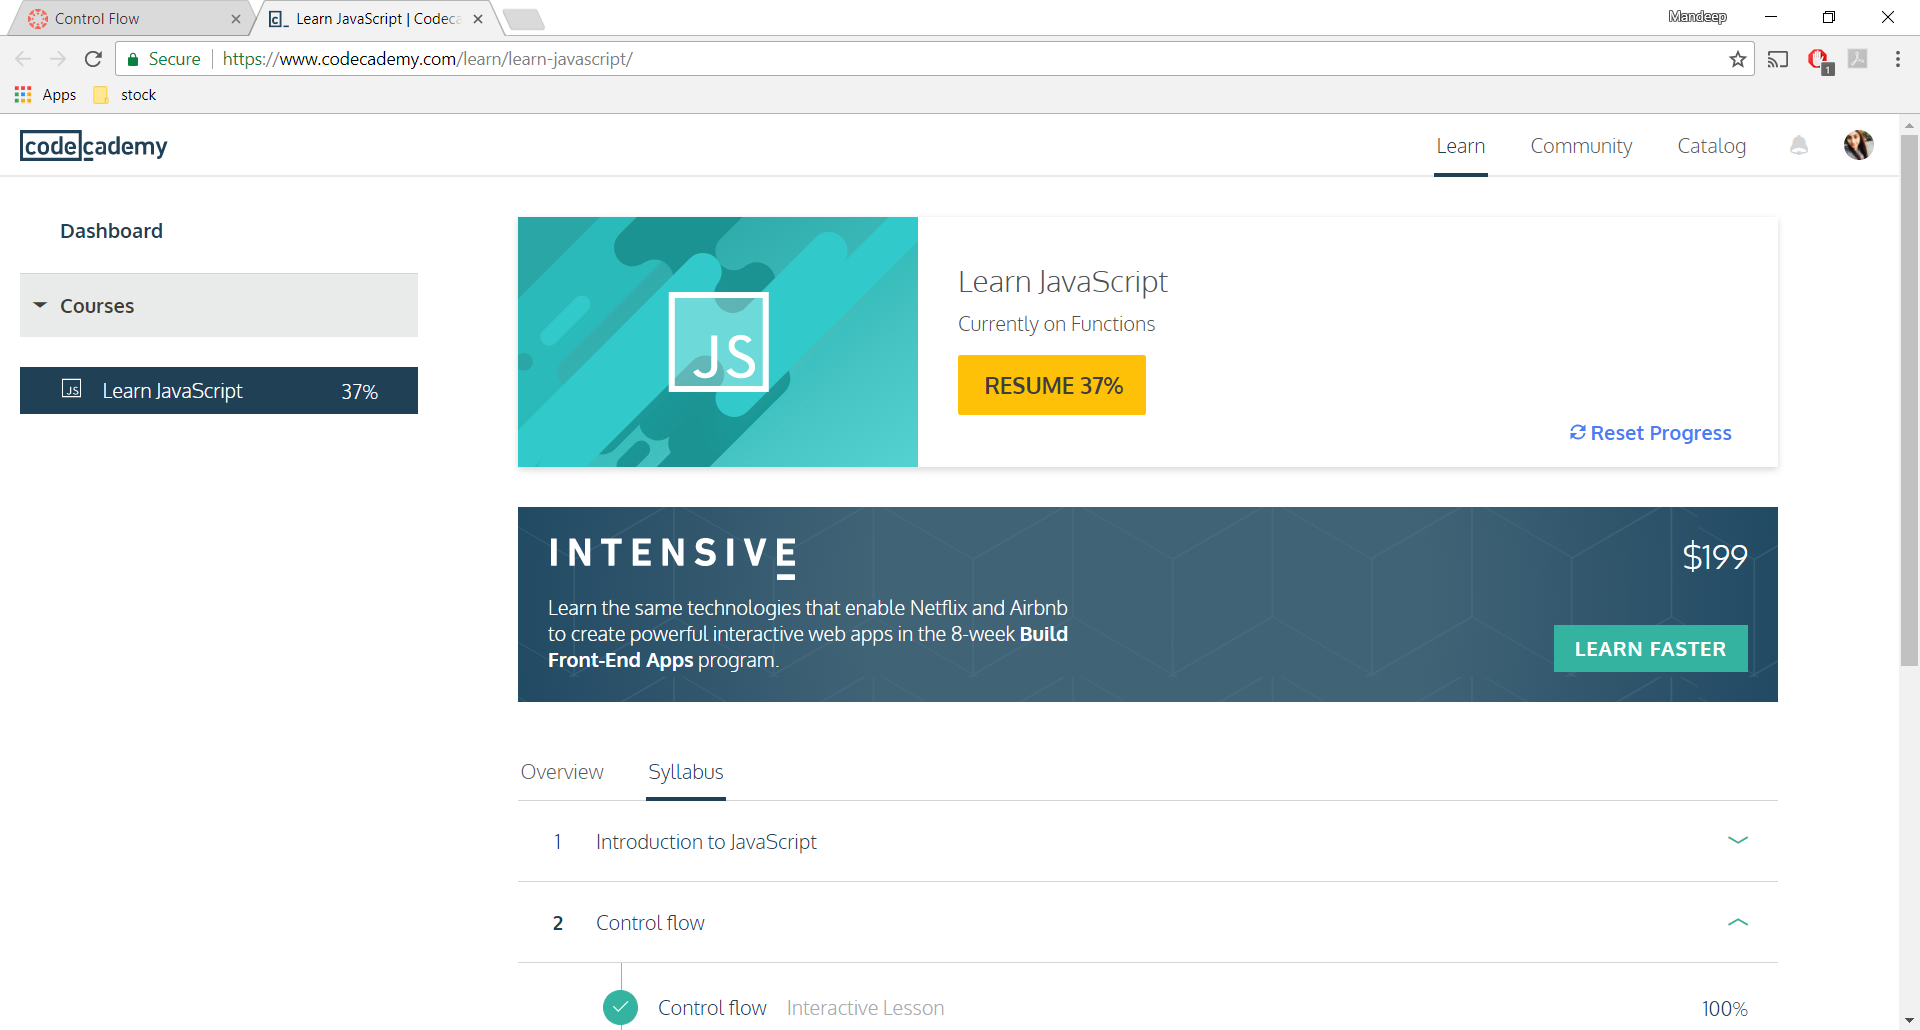 Control Flow
Learn JavaScript | Codeca
Mandeep
Secure
https://www.codecademy.com/learn/learn-javascript/
1
Apps
stock
codecademy
Learn
Community
Catalog
Dashboard
Courses
JS
Learn JavaScript
37%
JS
Learn JavaScript
Currently on Functions
RESUME 37%
Reset Progress
INTENSIVE
$199
Learn the same technologies that enable Netflix and Airbnb
to create powerful interactive web apps in the 8-week Build
Front-End Apps program.
LEARN FASTER
Overview
Syllabus
1 Introduction to JavaScript
2 Control flow
Control flow Interactive Lesson 100%